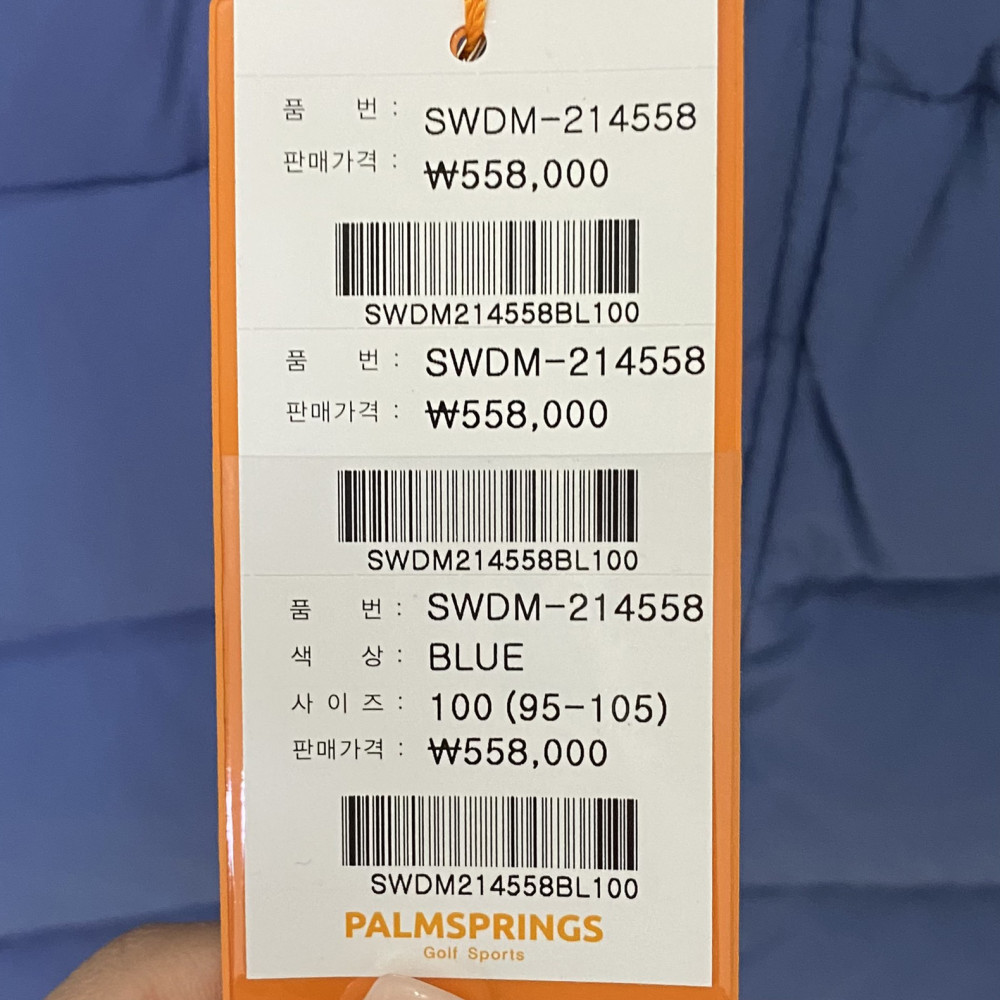 품 번 : SWDM-214558
판매가격 : ₩558,000
SWDM214558BL100
품 번 : SWDM-214558
판매가격 : ₩558,000
SWDM214558BL100
품 번 : SWDM-214558
색 상 : BLUE
사 이 즈 : 100 (95-105)
판매가격 : ₩558,000
SWDM214558BL100
PALMSPRINGS
Golf Sports